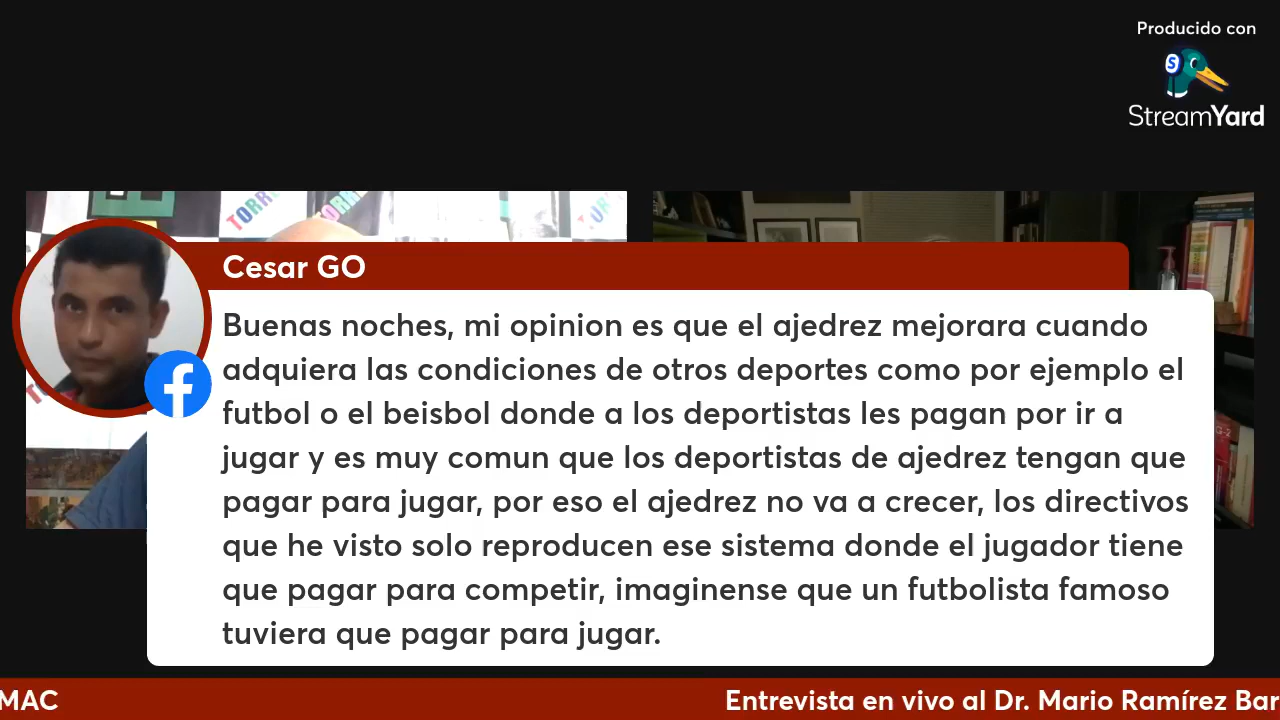 Producido con
StreamYard
Cesar GO
Buenas noches, mi opinion es que el ajedrez mejorara cuando
adquiera las condiciones de otros deportes como por ejemplo el
futbol o el beisbol donde a los deportistas les pagan por ir a
jugar y es muy comun que los deportistas de ajedrez tengan que
pagar para jugar, por eso el ajedrez no va a crecer, los directivos
que he visto solo reproducen ese sistema donde el jugador tiene
que pagar para competir, imaginense que un futbolista famoso
tuviera que pagar para jugar.
MAC
Entrevista en vivo al Dr. Mario Ramírez Bar